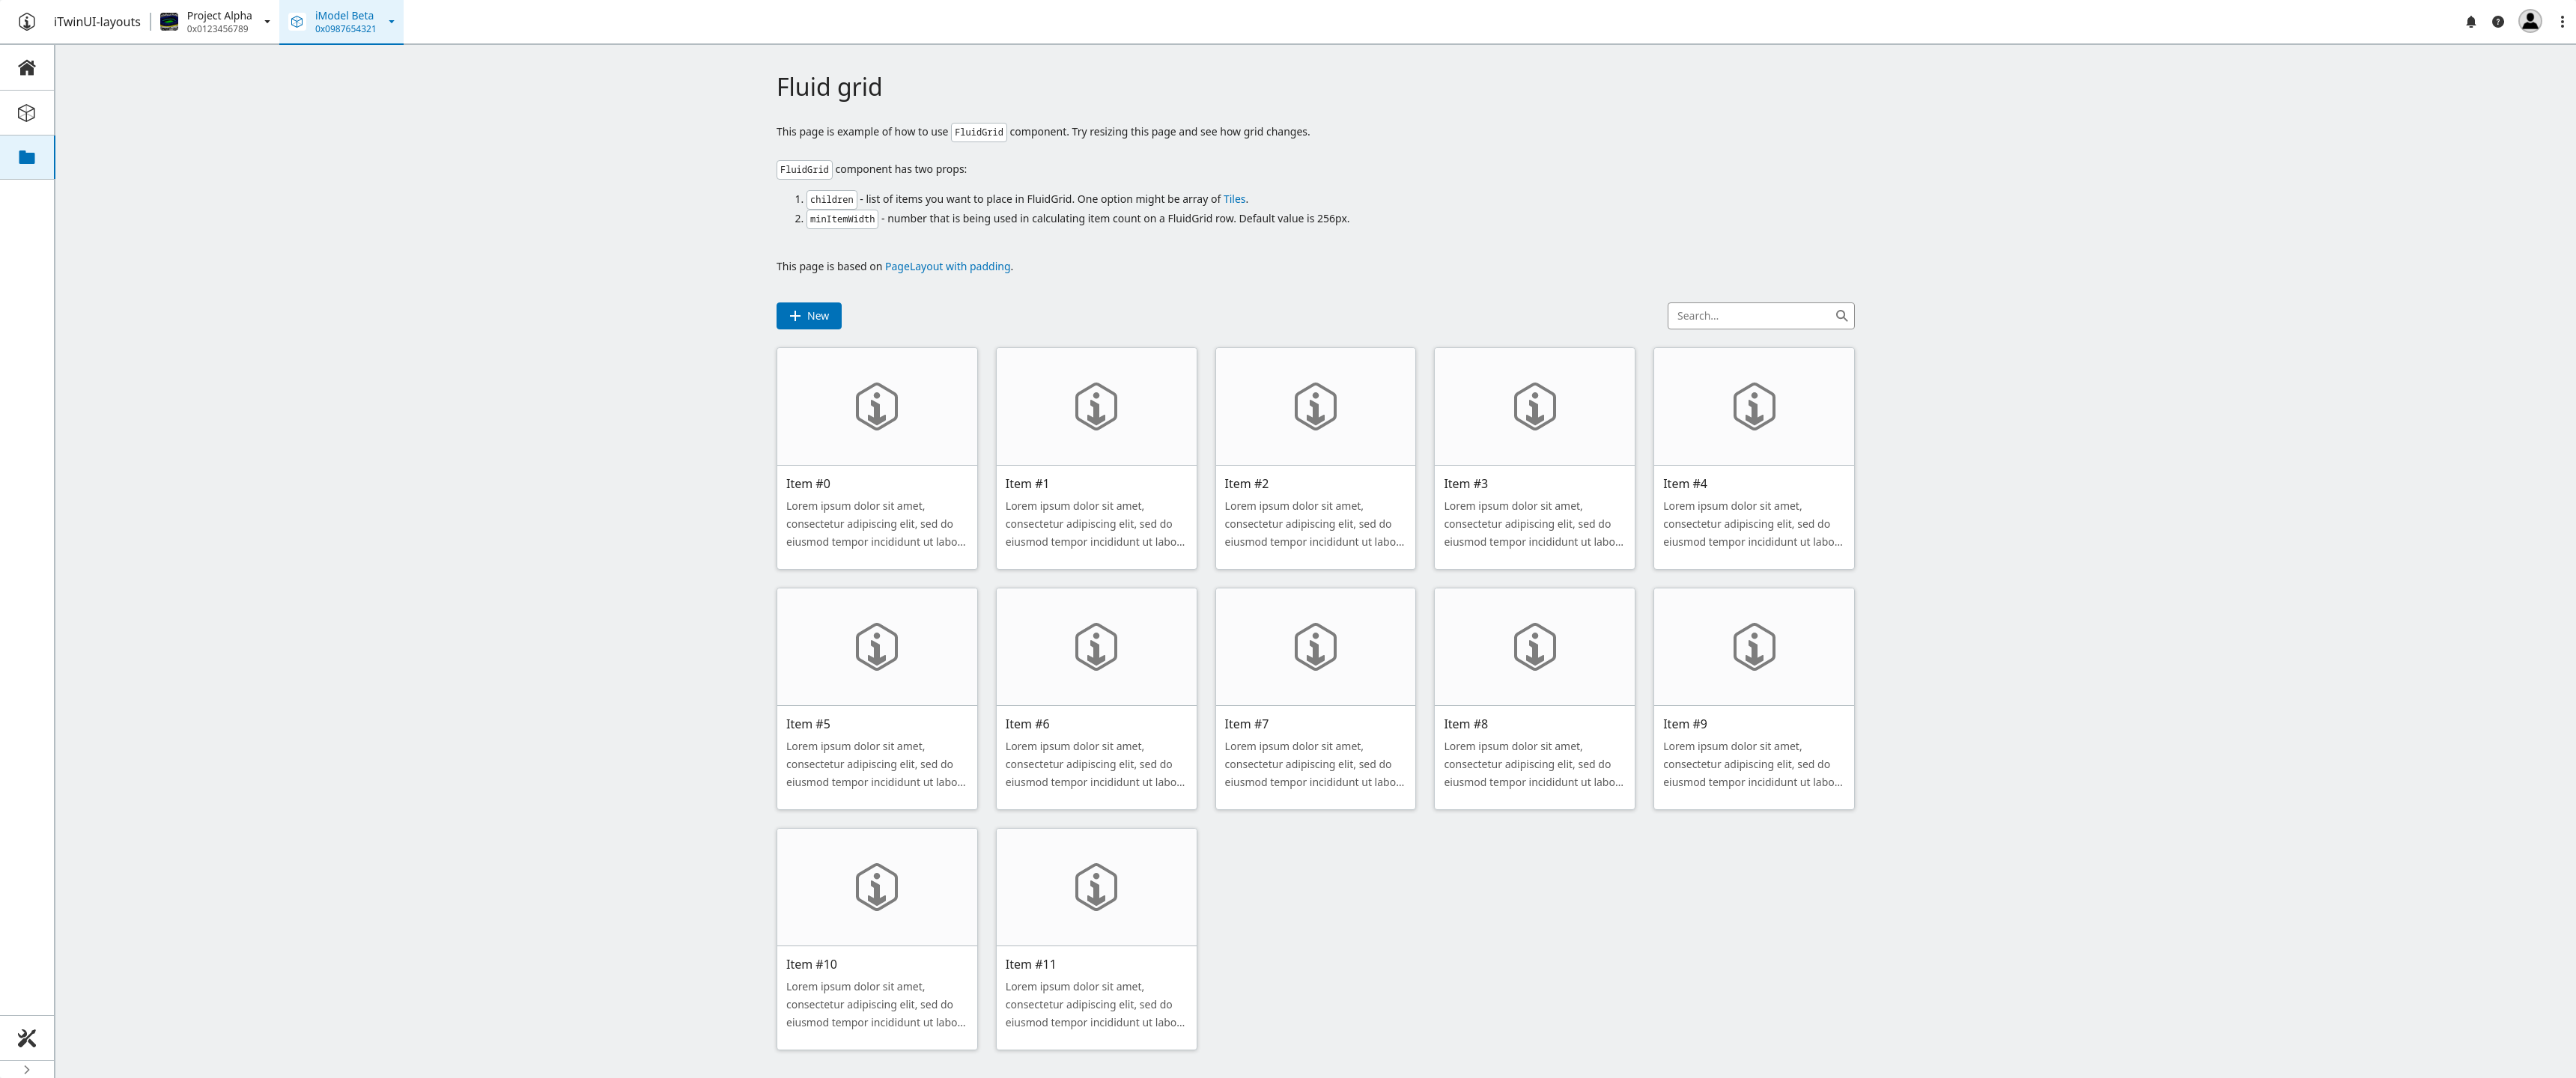 iTwinUI-layouts
Project Alpha
0x0123456789
iModel Beta
0x0987654321
Fluid grid
This page is example of how to use FluidGrid component. Try resizing this page and see how grid changes.
FluidGrid component has two props:
1. children - list of items you want to place in FluidGrid. One option might be array of Tiles.
2. minItemWidth - number that is being used in calculating item count on a FluidGrid row. Default value is 256px.
This page is based on PageLayout with padding.
New
Search...
Item #0
Lorem ipsum dolor sit amet,
consectetur adipiscing elit, sed do
eiusmod tempor incididunt ut labo...
Item #1
Lorem ipsum dolor sit amet,
consectetur adipiscing elit, sed do
eiusmod tempor incididunt ut labo...
Item #2
Lorem ipsum dolor sit amet,
consectetur adipiscing elit, sed do
eiusmod tempor incididunt ut labo...
Item #3
Lorem ipsum dolor sit amet,
consectetur adipiscing elit, sed do
eiusmod tempor incididunt ut labo...
Item #4
Lorem ipsum dolor sit amet,
consectetur adipiscing elit, sed do
eiusmod tempor incididunt ut labo...
Item #5
Lorem ipsum dolor sit amet,
consectetur adipiscing elit, sed do
eiusmod tempor incididunt ut labo...
Item #6
Lorem ipsum dolor sit amet,
consectetur adipiscing elit, sed do
eiusmod tempor incididunt ut labo...
Item #7
Lorem ipsum dolor sit amet,
consectetur adipiscing elit, sed do
eiusmod tempor incididunt ut labo...
Item #8
Lorem ipsum dolor sit amet,
consectetur adipiscing elit, sed do
eiusmod tempor incididunt ut labo...
Item #9
Lorem ipsum dolor sit amet,
consectetur adipiscing elit, sed do
eiusmod tempor incididunt ut labo...
Item #10
Lorem ipsum dolor sit amet,
consectetur adipiscing elit, sed do
eiusmod tempor incididunt ut labo...
Item #11
Lorem ipsum dolor sit amet,
consectetur adipiscing elit, sed do
eiusmod tempor incididunt ut labo...